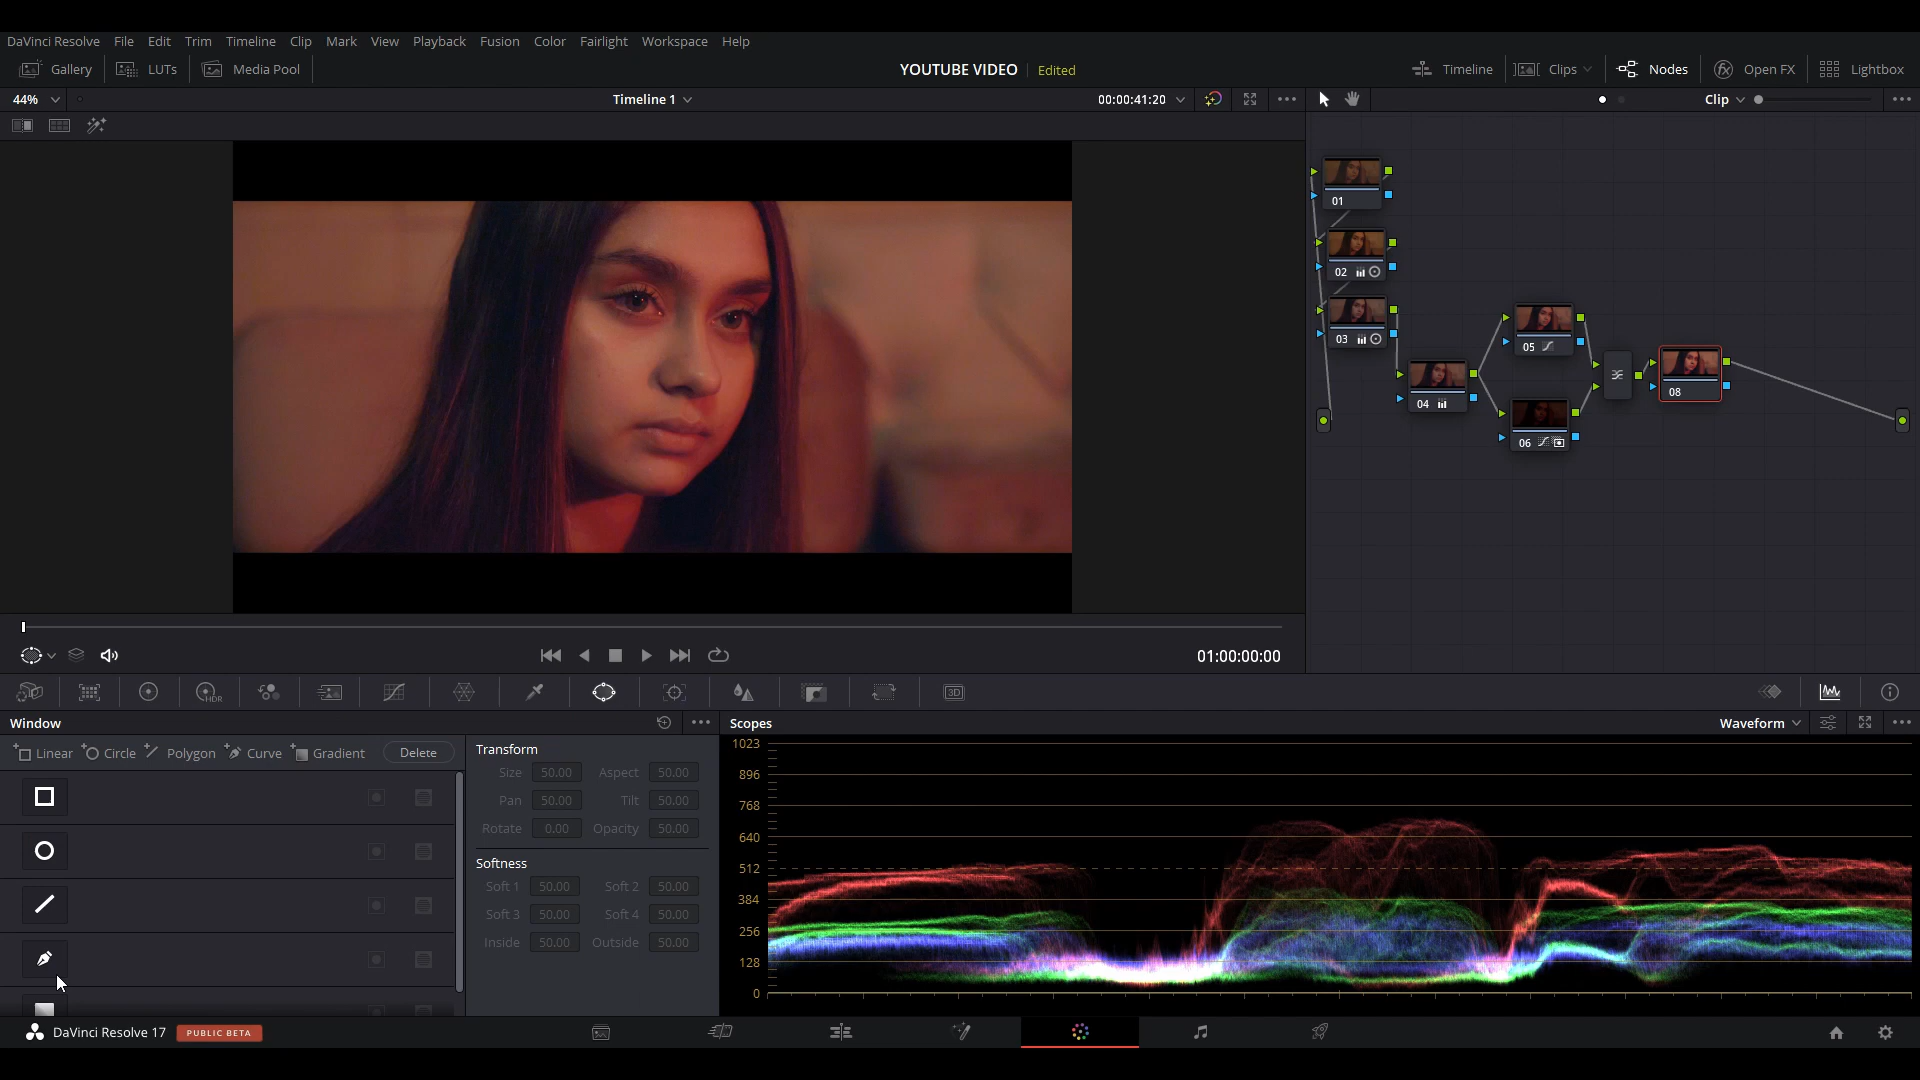 DaVinci Resolve File Edit Trim Timeline Clip Mark View Playback Fusion Color Fairlight Workspace Help
Gallery LUTs Media Pool YOUTUBE VIDEO Edited Timeline Clips Nodes Open FX Lightbox
44% Timeline 1 00:00:41:20 Clip
01
02
03
04
05
06
08
01:00:00:00
HDR 3D
Window Scopes Waveform
Linear Circle Polygon Curve Gradient Delete
Transform
Size 50.00 Aspect 50.00
Pan 50.00 Tilt 50.00
Rotate 0.00 Opacity 50.00
Softness
Soft 1 50.00 Soft 2 50.00
Soft 3 50.00 Soft 4 50.00
Inside 50.00 Outside 50.00
1023
896
768
640
512
384
256
128
0
DaVinci Resolve 17 PUBLIC BETA